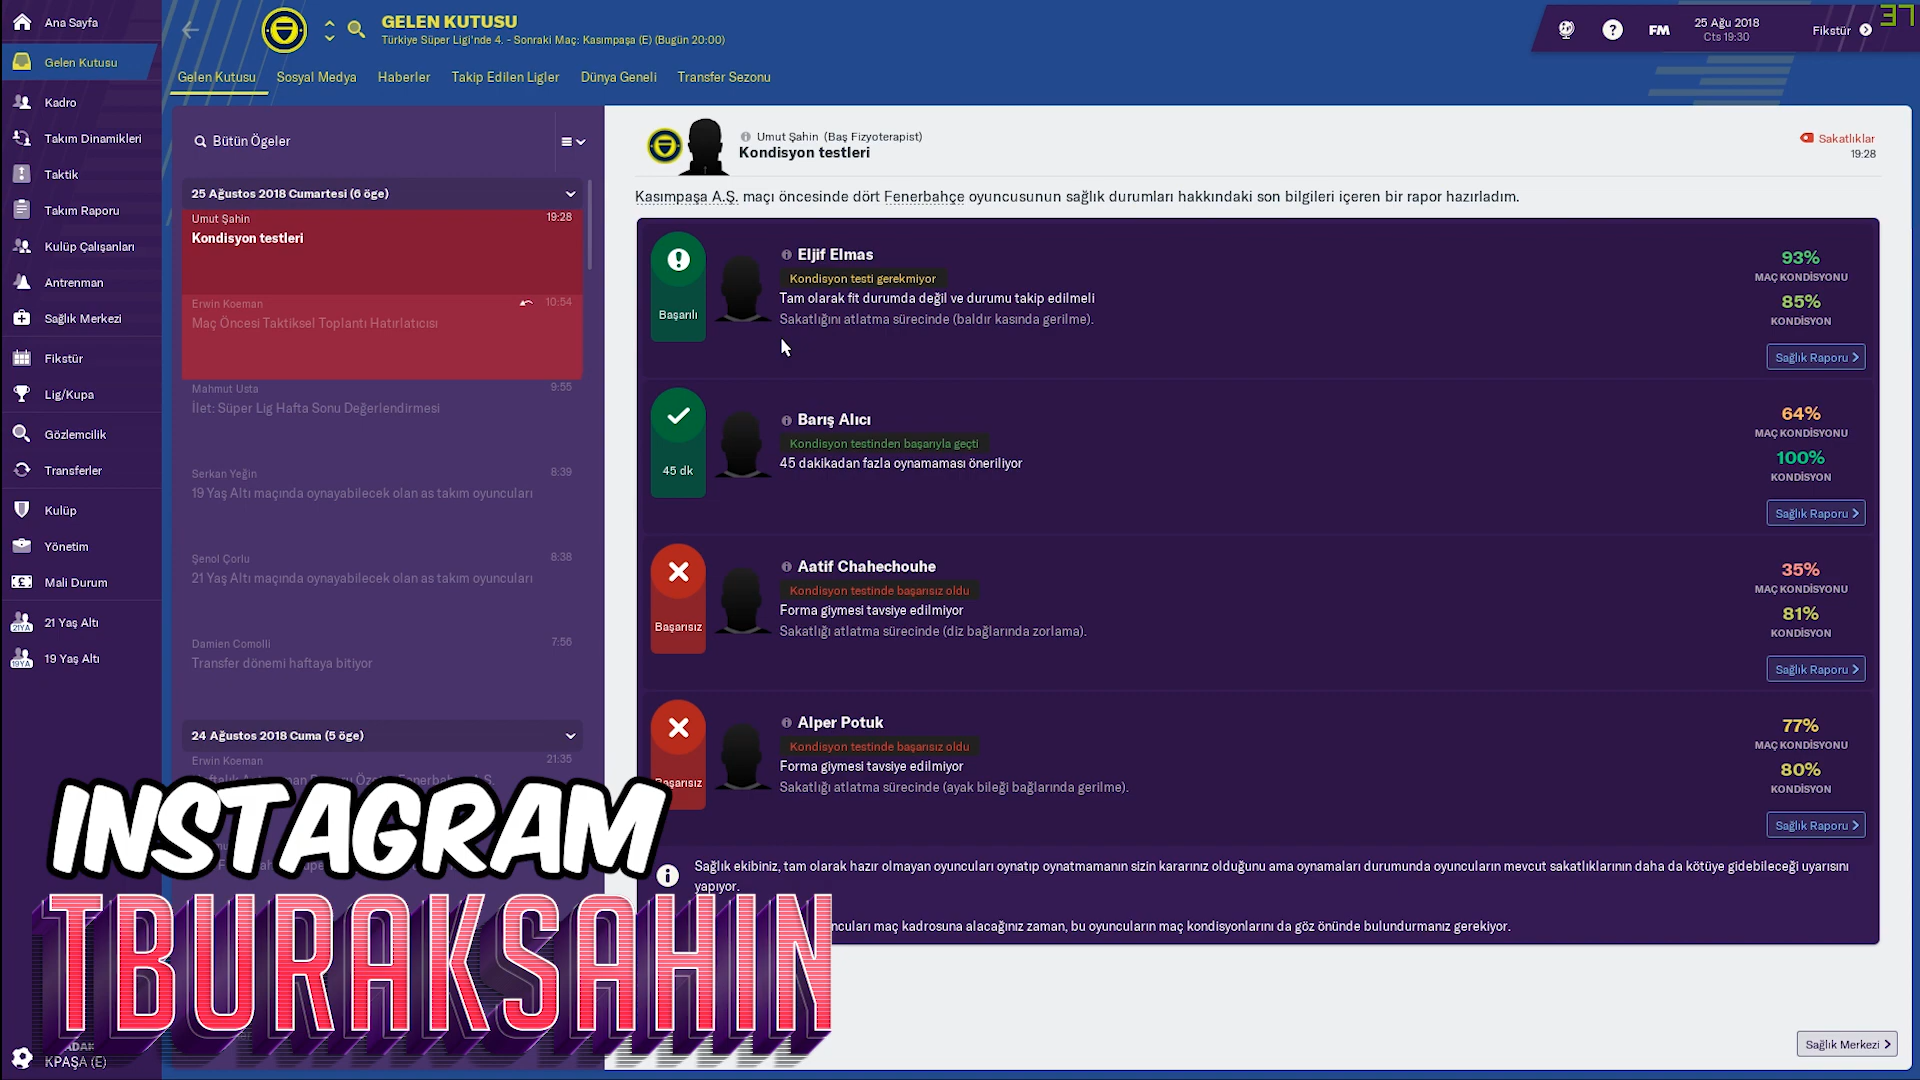 Ana Sayfa
Gelen Kutusu
Kadro
Takım Dinamikleri
Taktik
Takım Raporu
Kulüp Çalışanları
Antrenman
Sağlık Merkezi
Fikstür
Lig/Kupa
Gözlemcilik
Transferler
Kulüp
Yönetim
Mali Durum
21YA
21 Yaş Altı
19YA
19 Yaş Altı
KPAŞA (E)
GELEN KUTUSU
Türkiye Süper Ligi'nde 4. - Sonraki Maç: Kasımpaşa (E) (Bugün 20:00)
FM
25 Ağu 2018
Cts 19:30
Fikstür
37
Gelen Kutusu Sosyal Medya Haberler Takip Edilen Ligler Dünya Geneli Transfer Sezonu
Bütün Ögeler
25 Ağustos 2018 Cumartesi (6 öge)
Umut Şahin 19:28
Kondisyon testleri
Erwin Koeman 10:54
Maç Öncesi Taktiksel Toplantı Hatırlatıcısı
Mahmut Usta 9:55
İlet: Süper Lig Hafta Sonu Değerlendirmesi
Serkan Yeğin 8:39
19 Yaş Altı maçında oynayabilecek olan as takım oyuncuları
Şenol Çorlu 8:38
21 Yaş Altı maçında oynayabilecek olan as takım oyuncuları
Damien Comolli 7:56
Transfer dönemi haftaya bitiyor
24 Ağustos 2018 Cuma (5 öge)
Erwin Koeman 21:35
Umut Şahin (Baş Fizyoterapist)
Kondisyon testleri
Sakatlıklar
19:28
Kasımpaşa A.Ş. maçı öncesinde dört Fenerbahçe oyuncusunun sağlık durumları hakkındaki son bilgileri içeren bir rapor hazırladım.
Başarılı
Eljif Elmas
Kondisyon testi gerekmiyor
Tam olarak fit durumda değil ve durumu takip edilmeli
Sakatlığını atlatma sürecinde (baldır kasında gerilme).
93%
MAÇ KONDİSYONU
85%
KONDİSYON
Sağlık Raporu
45 dk
Barış Alıcı
Kondisyon testinden başarıyla geçti
45 dakikadan fazla oynamaması öneriliyor
64%
MAÇ KONDİSYONU
100%
KONDİSYON
Sağlık Raporu
Başarısız
Aatif Chahechouhe
Kondisyon testinde başarısız oldu
Forma giymesi tavsiye edilmiyor
Sakatlığı atlatma sürecinde (diz bağlarında zorlama).
35%
MAÇ KONDİSYONU
81%
KONDİSYON
Sağlık Raporu
Alper Potuk
Kondisyon testinde başarısız oldu
Forma giymesi tavsiye edilmiyor
Sakatlığı atlatma sürecinde (ayak bileği bağlarında gerilme).
77%
MAÇ KONDİSYONU
80%
KONDİSYON
Sağlık Raporu
Sağlık ekibiniz, tam olarak hazır olmayan oyuncuları oynatıp oynatmamanın sizin kararınız olduğunu ama oynamaları durumunda oyuncuların mevcut sakatlıklarının daha da kötüye gidebileceği uyarısını
yapıyor.
maç kadrosuna alacağınız zaman, bu oyuncuların maç kondisyonlarını da göz önünde bulundurmanız gerekiyor.
Sağlık Merkezi
INSTAGRAM
TBURAKSAHIN